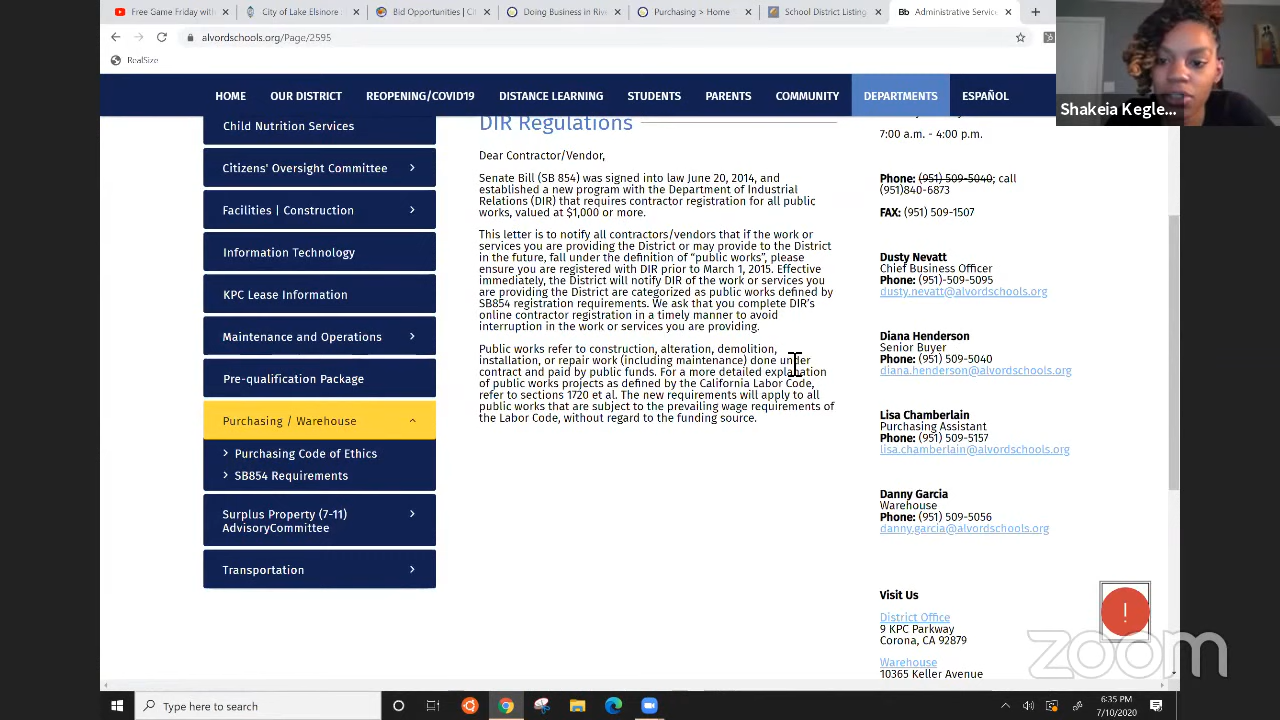 Free Game Friday with
City of Lake Elsinore
Bid Opportunities | C
Doing Business in Rive
Purchasing > Home
School District Listing
Bb Administrative Servic
alvordschools.org/Page/2595
RealSize
Shakeia Kegle...
HOME OUR DISTRICT REOPENING/COVID19 DISTANCE LEARNING STUDENTS PARENTS COMMUNITY DEPARTMENTS ESPAÑOL
Child Nutrition Services
Citizens' Oversight Committee
Facilities | Construction
Information Technology
KPC Lease Information
Maintenance and Operations
Pre-qualification Package
Purchasing / Warehouse
Purchasing Code of Ethics
SB854 Requirements
Surplus Property (7-11)
AdvisoryCommittee
Transportation
DIR Regulations
Dear Contractor/Vendor,
Senate Bill (SB 854) was signed into law June 20, 2014, and
established a new program with the Department of Industrial
Relations (DIR) that requires contractor registration for all public
works, valued at $1,000 or more.
This letter is to notify all contractors/vendors that if the work or
services you are providing the District or may provide to the District
in the future, fall under the definition of "public works", please
ensure you are registered with DIR prior to March 1, 2015. Effective
immediately, the District will notify DIR of the work or services you
are providing the District are categorized as public works defined by
SB854 registration requirements. We ask that you complete DIR's
online contractor registration in a timely manner to avoid
interruption in the work or services you are providing.
Public works refer to construction, alteration, demolition,
installation, or repair work (including maintenance) done under
contract and paid by public funds. For a more detailed explanation
of public works projects as defined by the California Labor Code,
refer to sections 1720 et al. The new requirements will apply to all
public works that are subject to the prevailing wage requirements of
the Labor Code, without regard to the funding source.
7:00 a.m. - 4:00 p.m.
Phone: (951) 509-5040; call
(951)840-6873
FAX: (951) 509-1507
Dusty Nevatt
Chief Business Officer
Phone: (951)-509-5095
dusty.nevatt@alvordschools.org
Diana Henderson
Senior Buyer
Phone: (951) 509-5040
diana.henderson@alvordschools.org
Lisa Chamberlain
Purchasing Assistant
Phone: (951) 509-5157
lisa.chamberlain@alvordschools.org
Danny Garcia
Warehouse
Phone: (951) 509-5056
danny.garcia@alvordschools.org
Visit Us
District Office
9 KPC Parkway
Corona, CA 92879
Warehouse
10365 Keller Avenue
!
zoom
Type here to search
6:35 PM
7/10/2020